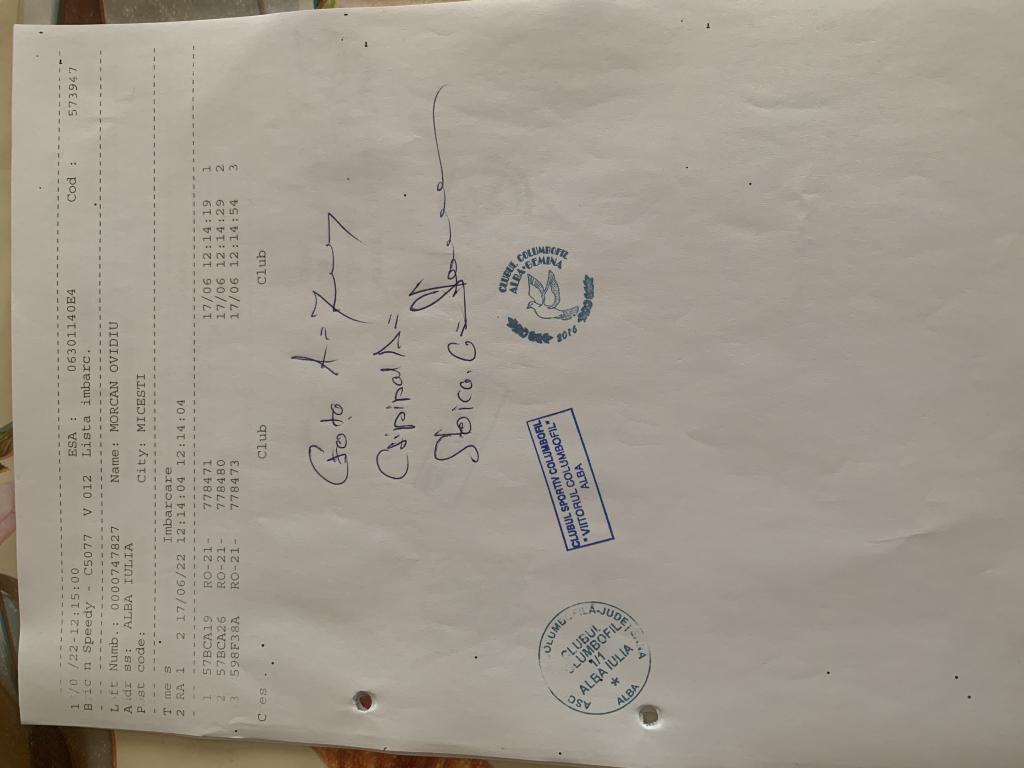 1 /0 /22-12:15:00 ESA : 06301140E4 Cod : 573947
B ic n Speedy - C5077 V 012 Lista imbarc.
L ft Numb.: 0000747827 Name: MORCAN OVIDIU
A dr ss: ALBA IULIA
P st code: City: MICESTI
T me s Imbarcare
2 RA 1 2 17/06/22 12:14:04 12:14:04
1 57BCA19 RO-21- 778471 17/06 12:14:19 1
2 57BCA26 RO-21- 778480 17/06 12:14:29 2
3 598F38A RO-21- 778473 17/06 12:14:54 3
C es . Club Club
A=
A=
Stoica. C=
CLUBUL COLUMBOFIL
ALBA-GEMINA
2016
CLUBUL SPORTIV COLUMBOFIL
"VIITORUL COLUMBOFIL"
ALBA
CLUBUL
COLUMBOFIL
1/1
ALBA IULIA
*
ALBA